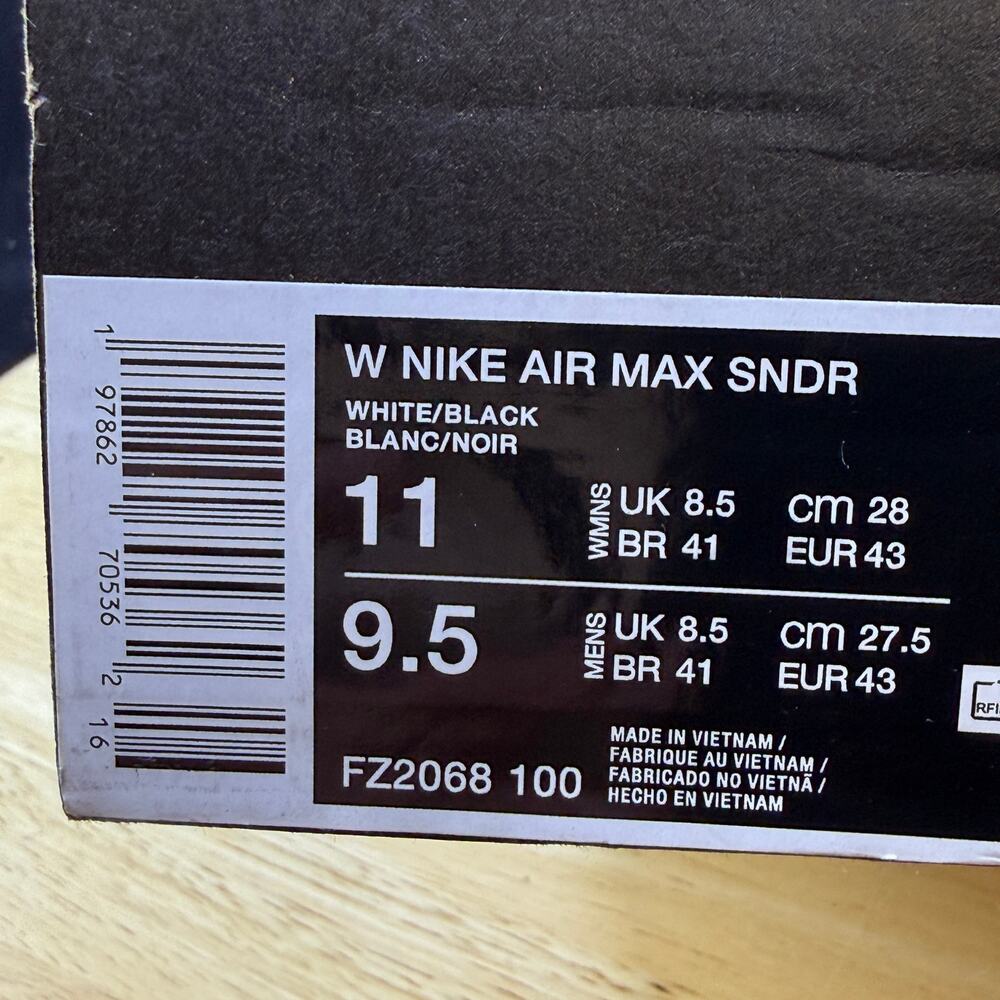 1 97862 70536 2 16
W NIKE AIR MAX SNDR
WHITE/BLACK
BLANC/NOIR
11
WMNS
UK 8.5 cm 28
BR 41 EUR 43
9.5
MENS
UK 8.5 cm 27.5
BR 41 EUR 43
FZ2068 100
MADE IN VIETNAM /
FABRIQUE AU VIETNAM /
FABRICADO NO VIETNÃ /
HECHO EN VIETNAM